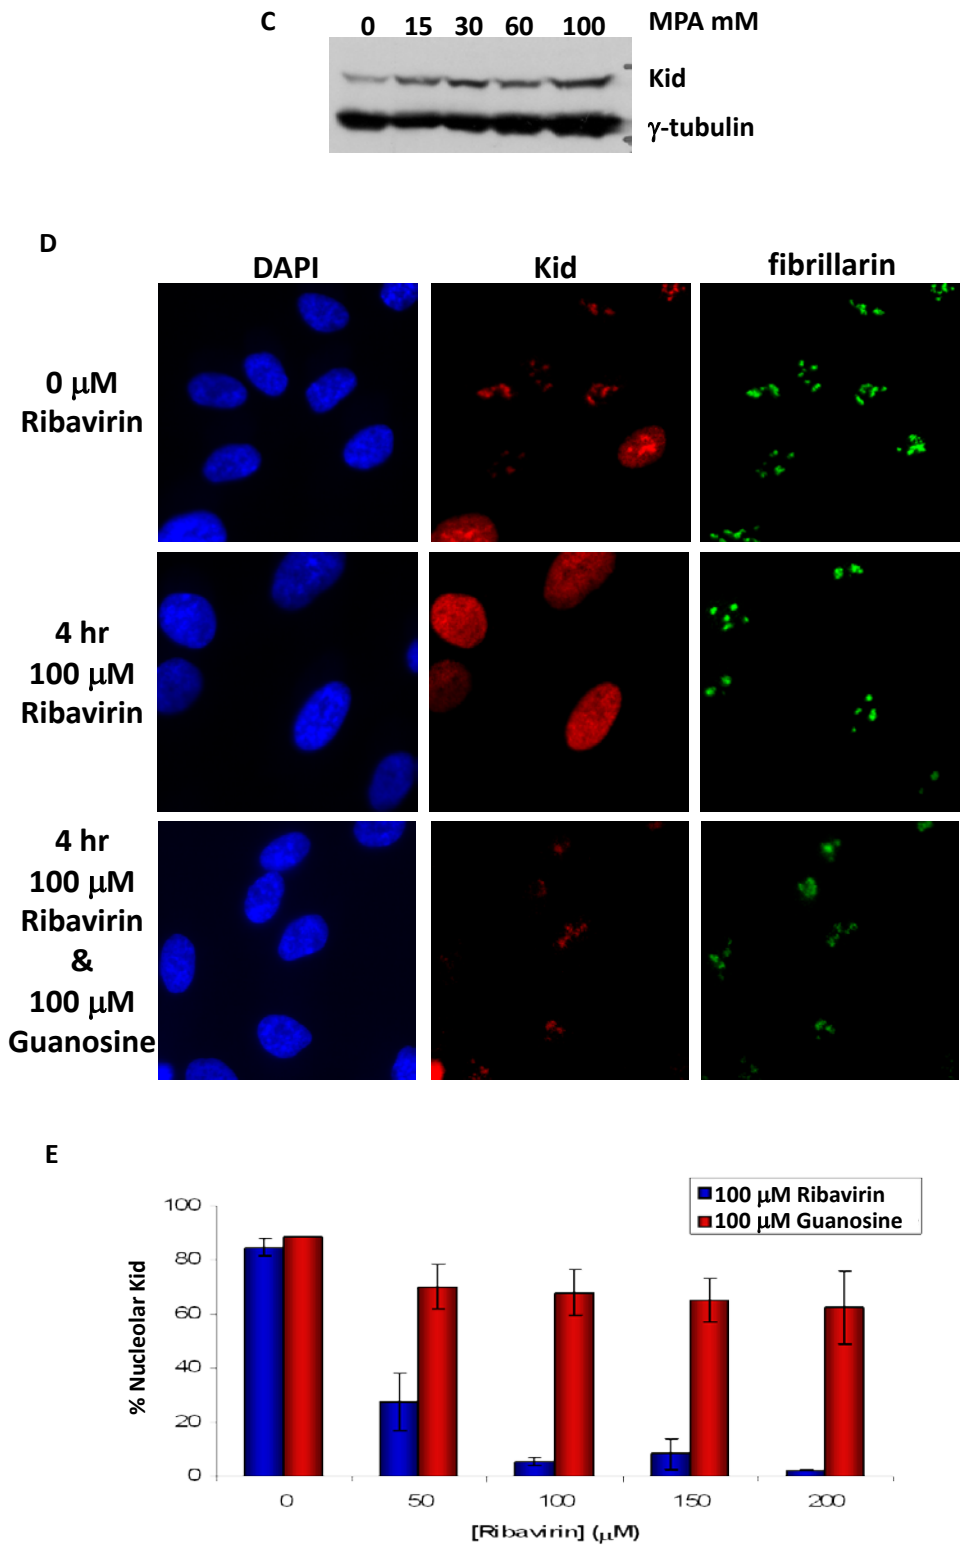 C
0 15 30 60 100 MPA mM
Kid
γ-tubulin
D
DAPI Kid fibrillarin
0 μM
Ribavirin
4 hr
100 μM
Ribavirin
4 hr
100 μM
Ribavirin
&
100 μM
Guanosine
E
100 μM Ribavirin
100 μM Guanosine
% Nucleolar Kid
100
80
60
40
20
0
0 50 100 150 200
[Ribavirin] (μM)